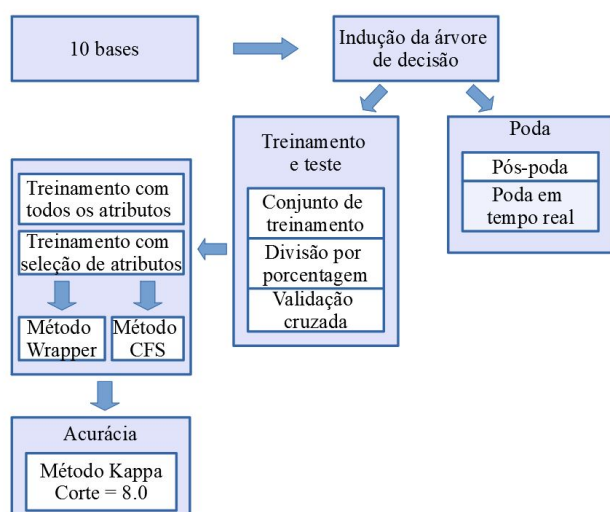 10 bases
Indução da árvore
de decisão
Treinamento
e teste
Conjunto de
treinamento
Divisão por
porcentagem
Validação
cruzada
Poda
Pós-poda
Poda em
tempo real
Treinamento com
todos os atributos
Treinamento com
seleção de atributos
Método
Wrapper
Método
CFS
Acurácia
Método Kappa
Corte = 8.0